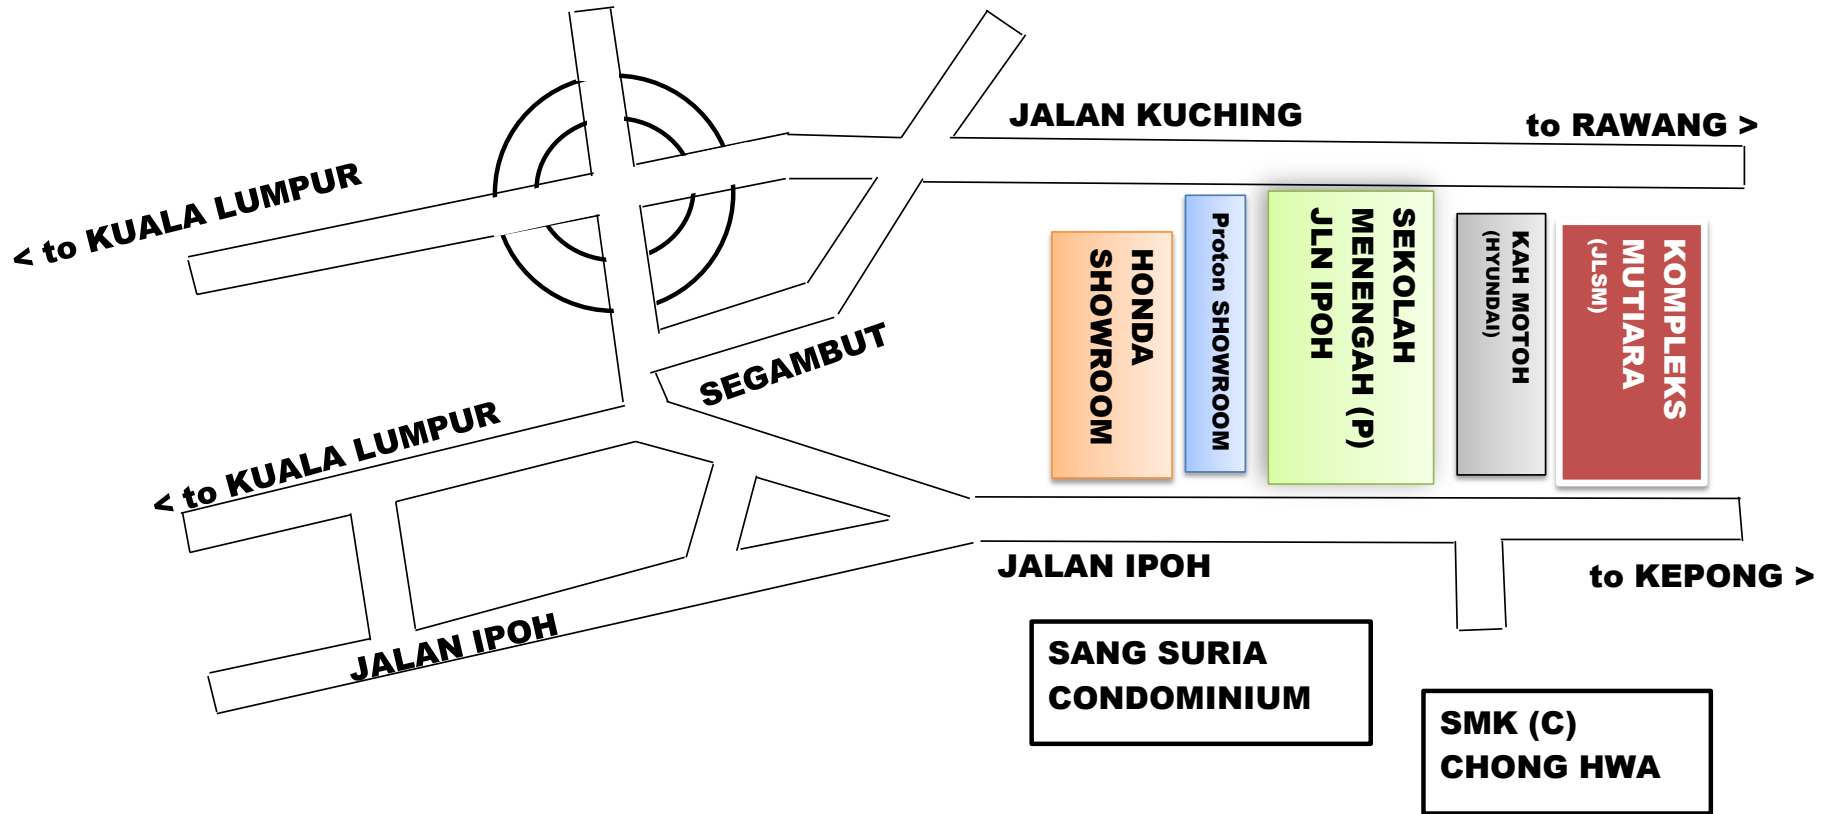 JALAN KUCHING
to RAWANG >
< to KUALA LUMPUR
HONDA
SHOWROOM
Proton SHOWROOM
SEKOLAH
MENENGAH (P)
JLN IPOH
KAH MOTOH
(HYUNDAI)
KOMPLEKS
MUTIARA
(JLSM)
SEGAMBUT
< to KUALA LUMPUR
JALAN IPOH
to KEPONG >
JALAN IPOH
SANG SURIA
CONDOMINIUM
SMK (C)
CHONG HWA